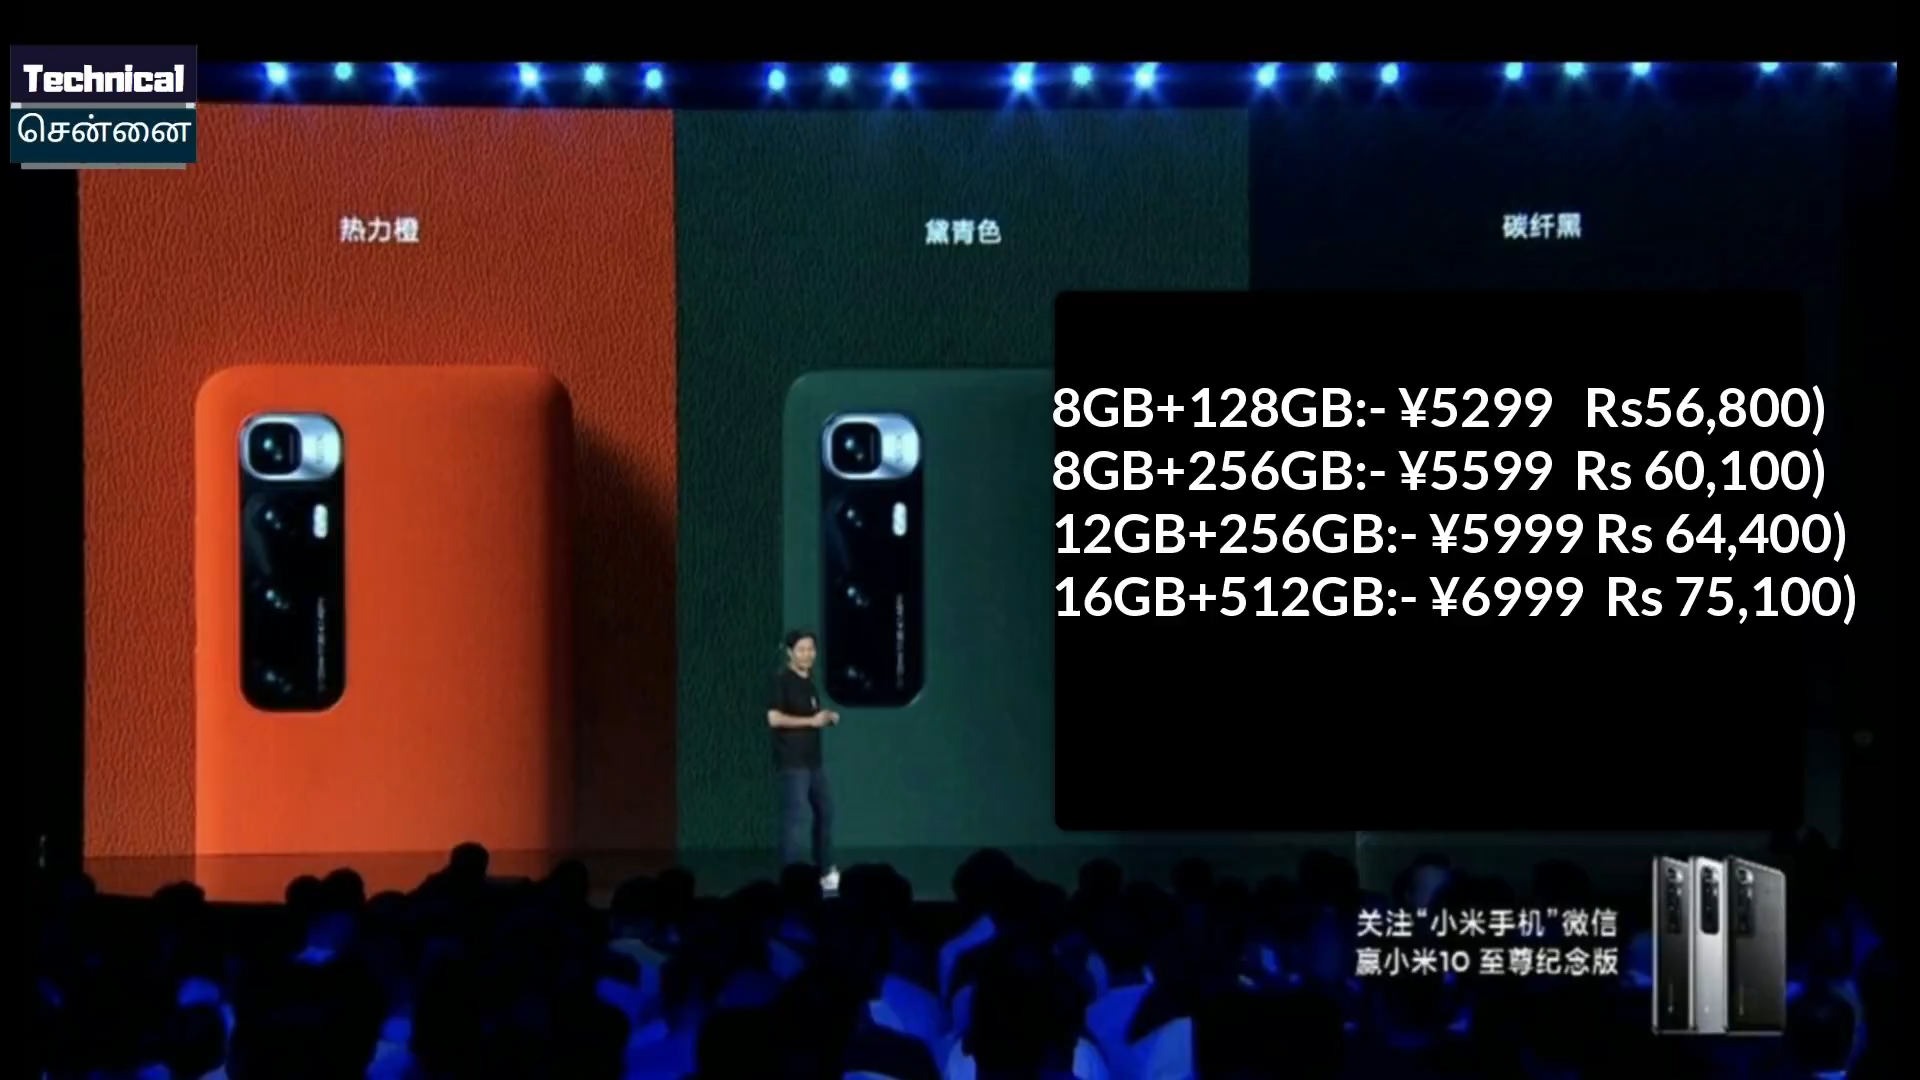 Technical
சென்னை
热力橙
黛青色
碳纤黑
8GB+128GB:- ¥5299 Rs56,800)
8GB+256GB:- ¥5599 Rs 60,100)
12GB+256GB:- ¥5999 Rs 64,400)
16GB+512GB:- ¥6999 Rs 75,100)
关注“小米手机”微信
赢小米10 至尊纪念版